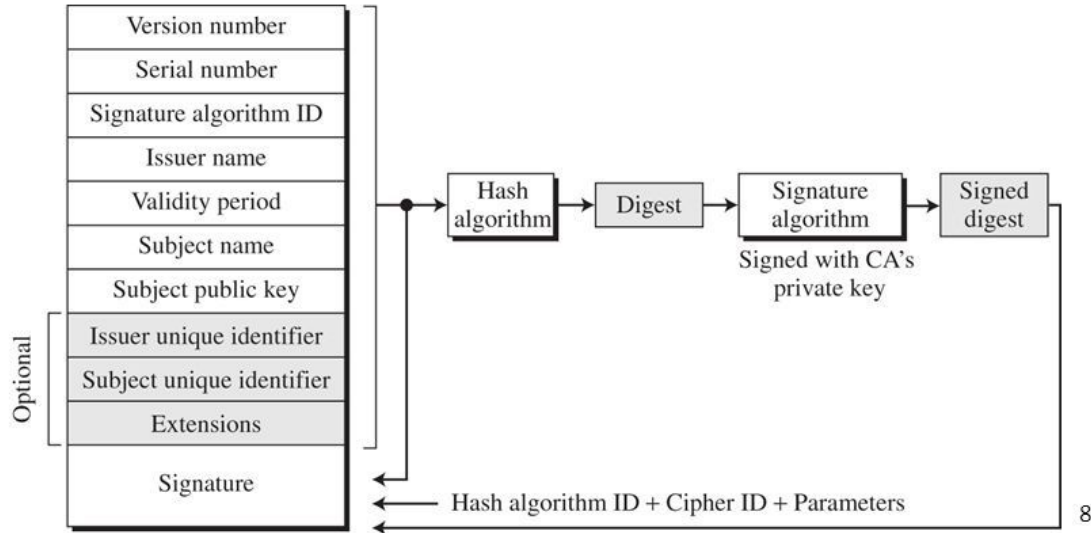 Version number
Serial number
Signature algorithm ID
Issuer name
Validity period
Subject name
Subject public key
Optional
Issuer unique identifier
Subject unique identifier
Extensions
Signature
Hash
algorithm
Digest
Signature
algorithm
Signed with CA’s
private key
Signed
digest
Hash algorithm ID + Cipher ID + Parameters
8